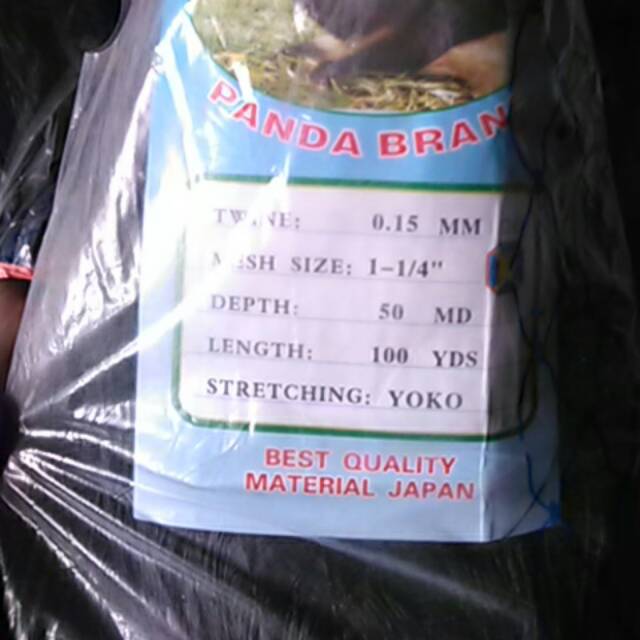 PANDA BRAN
TWINE: 0.15 MM
MESH SIZE: 1-1/4"
DEPTH: 50 MD
LENGTH: 100 YDS
STRETCHING: YOKO
BEST QUALITY
MATERIAL JAPAN